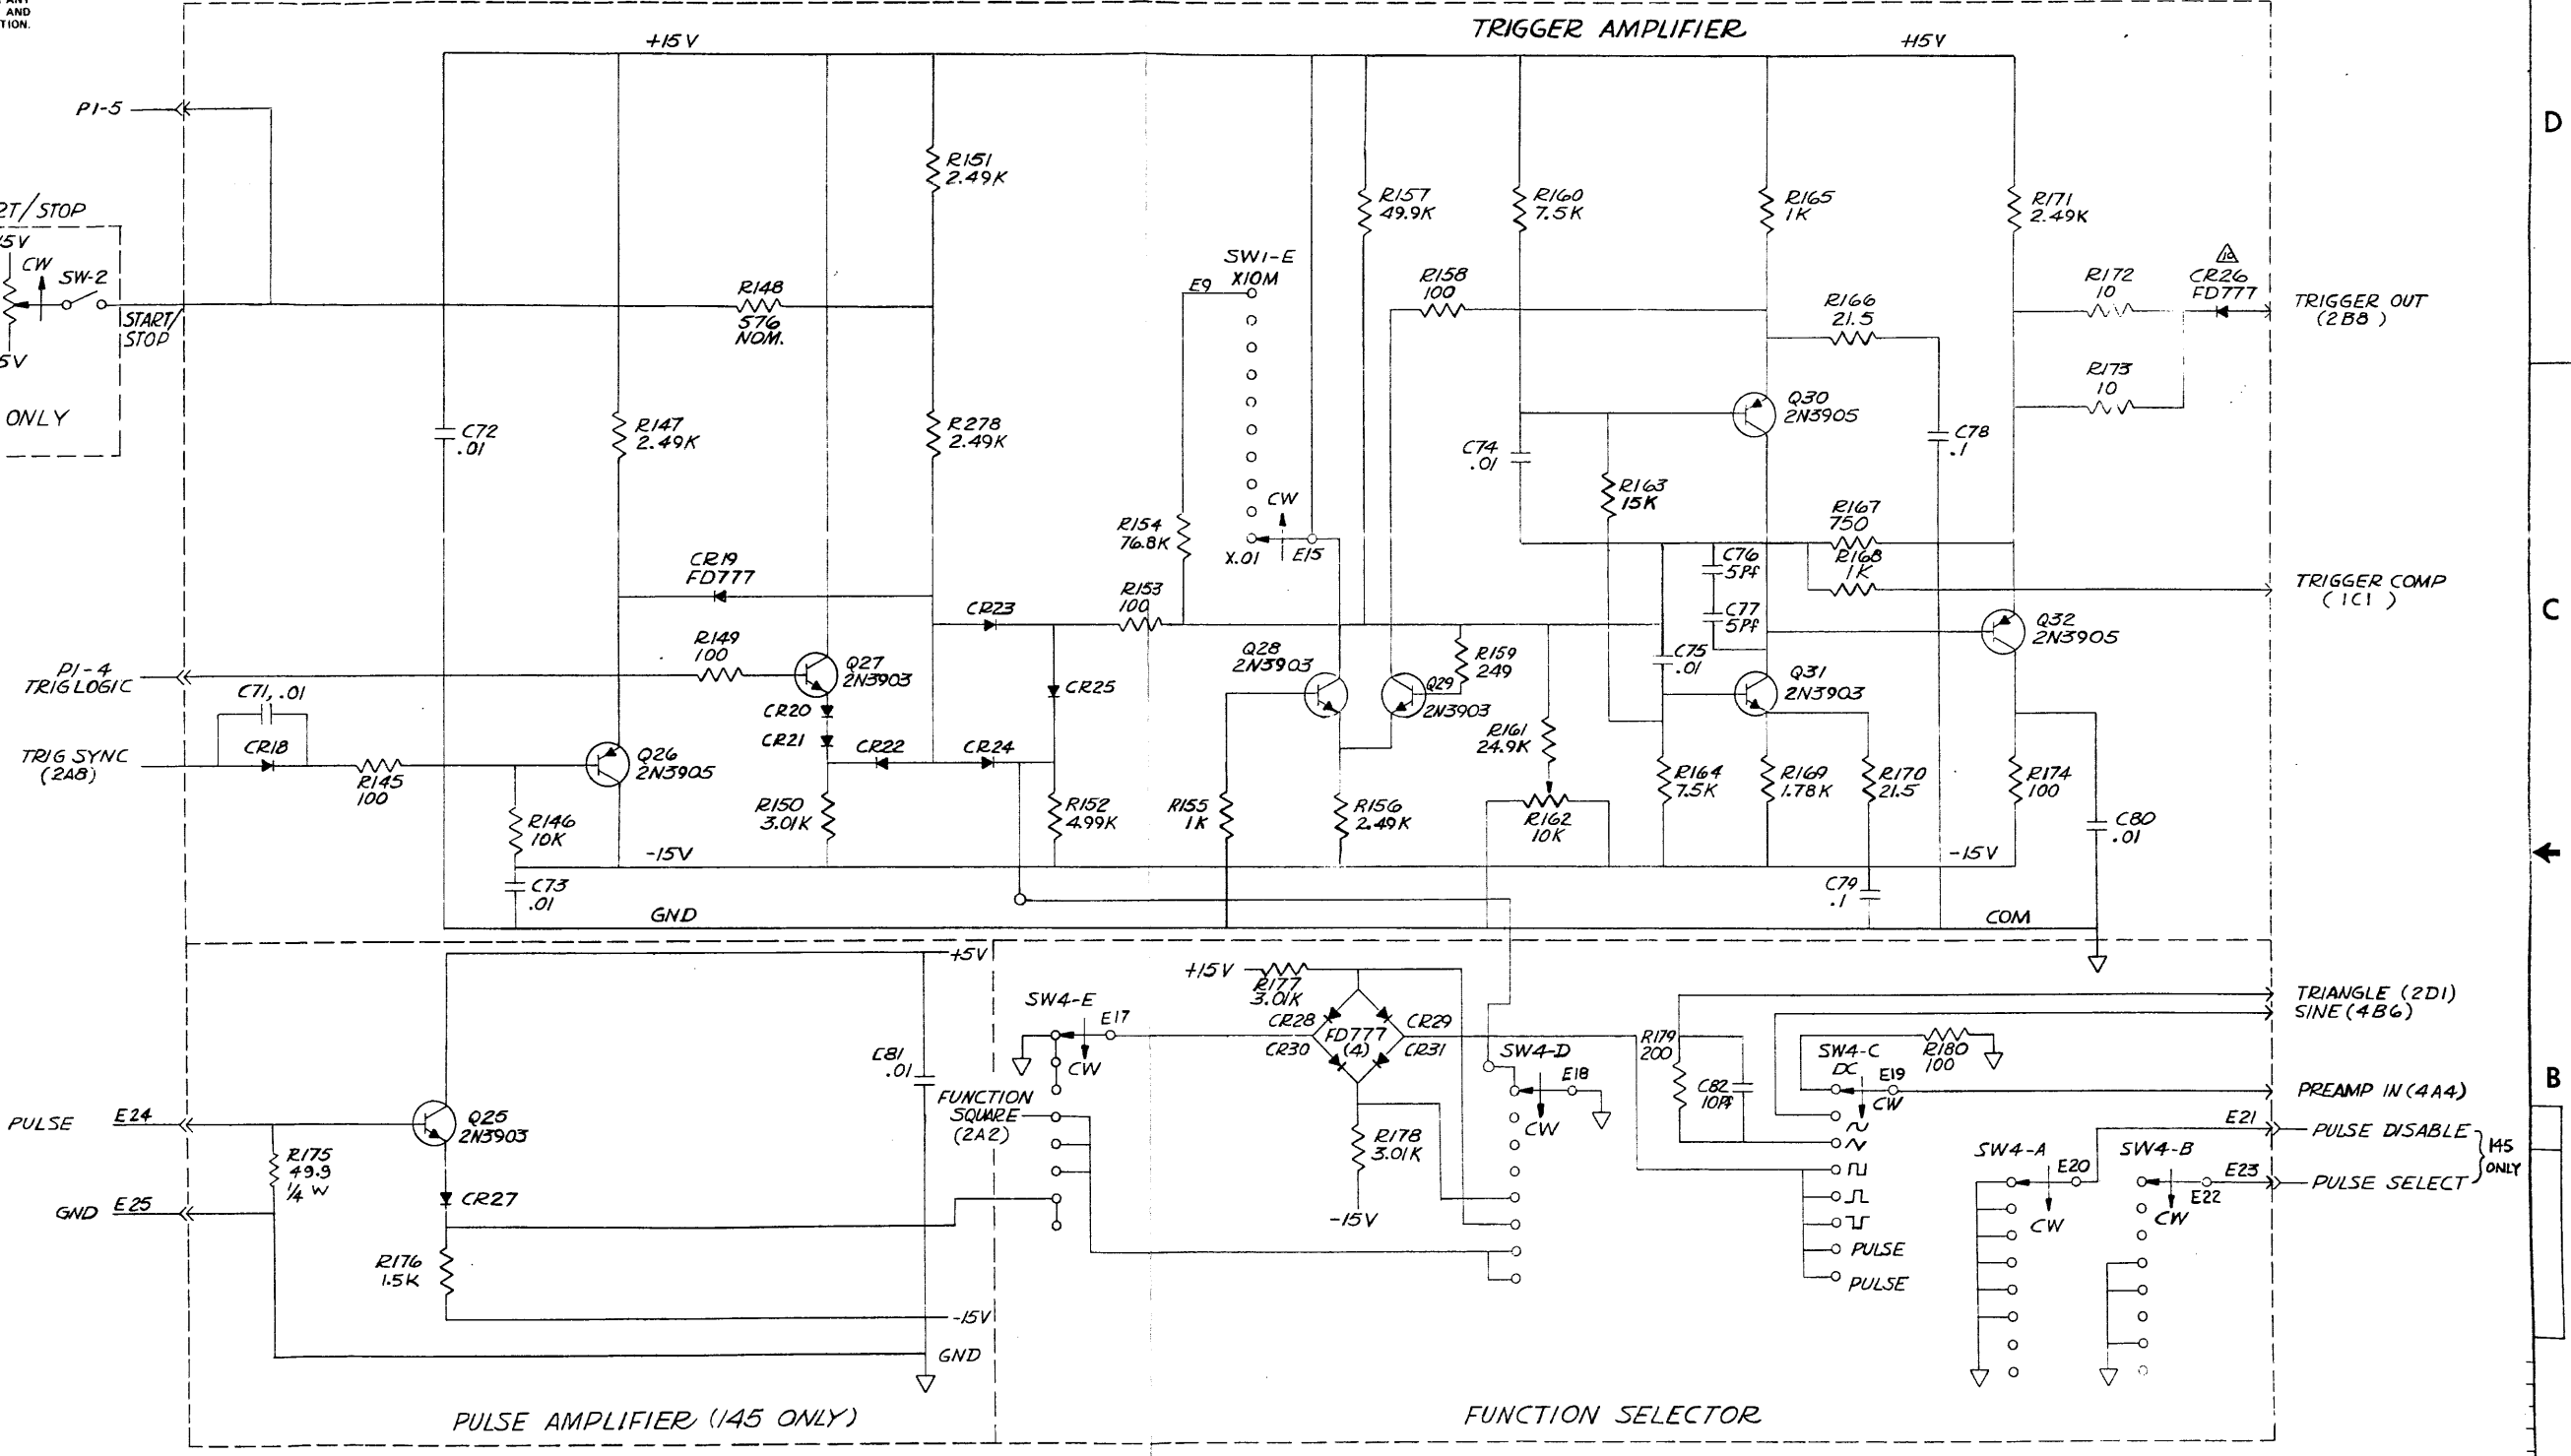 AND
TION.
TRIGGER AMPLIFIER
+15V
+15V
P1-5
D
RT/STOP
15V
CW
SW-2
START/
STOP
5V
ONLY
R151
2.49K
R148
576
NOM.
R147
2.49K
C72
.01
R278
2.49K
SW1-E
X10M
E9
R154
76.8K
CW
X.01
E15
R157
49.9K
R160
7.5K
R165
1K
R171
2.49K
R158
100
R166
21.5
R172
10
CR26
FD777
TRIGGER OUT
(2B8)
R173
10
Q30
2N3905
C74
.01
C78
.1
R163
15K
R167
750
R168
1K
C76
5Pf
C77
5Pf
TRIGGER COMP
(1C1)
C
CR19
FD777
CR23
R153
100
R149
100
P1-4
TRIG LOGIC
Q27
2N3903
C71, .01
CR18
TRIG SYNC
(2A8)
R145
100
Q26
2N3905
CR20
CR21
CR22
CR24
CR25
R146
10K
R150
3.01K
R152
4.99K
C73
.01
-15V
GND
Q28
2N3903
Q29
2N3903
R159
249
R161
24.9K
R155
1K
R156
2.49K
R162
10K
C75
.01
Q31
2N3903
Q32
2N3905
R164
7.5K
R169
1.78K
R170
21.5
R174
100
C80
.01
-15V
C79
.1
COM
+5V
PULSE
E24
Q25
2N3903
R175
49.9
1/4 W
CR27
GND
E25
R176
1.5K
C81
.01
-15V
GND
PULSE AMPLIFIER (145 ONLY)
SW4-E
E17
CW
FUNCTION
SQUARE
(2A2)
+15V
R177
3.01K
CR28
CR29
FD777
(4)
CR30
CR31
R178
3.01K
-15V
SW4-D
E18
CW
R179
200
C82
10Pf
SW4-C
DC
E19
CW
R180
100
PULSE
PULSE
TRIANGLE (2D1)
SINE (4B6)
PREAMP IN (4A4)
B
E21
PULSE DISABLE
145
ONLY
SW4-A
E20
CW
SW4-B
E23
E22
CW
PULSE SELECT
FUNCTION SELECTOR